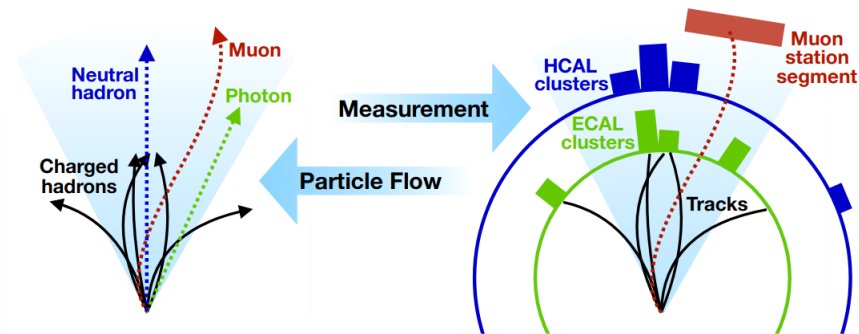 Neutral
hadron
Muon
Photon
Charged
hadrons
Measurement
Particle Flow
HCAL
clusters
ECAL
clusters
Muon
station
segment
Tracks